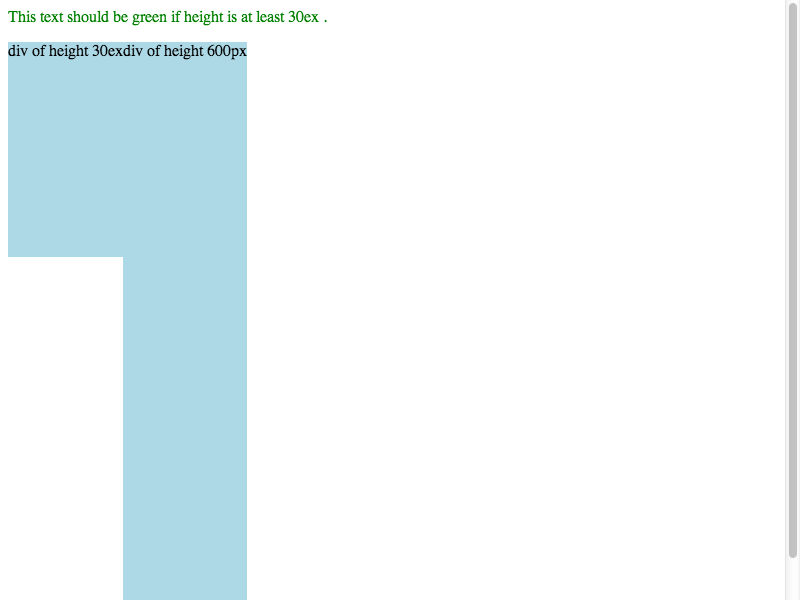 This text should be green if height is at least 30ex .
div of height 30exdiv of height 600px